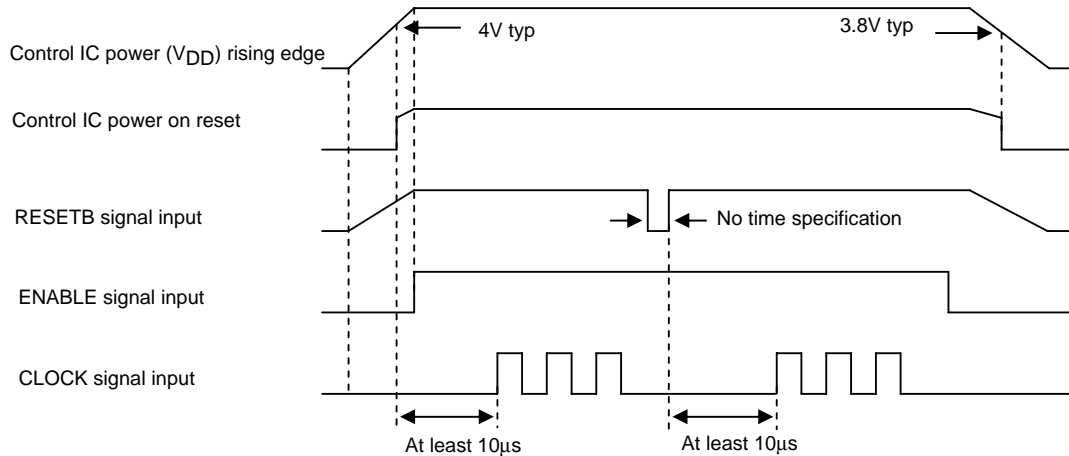 4V typ
3.8V typ
Control IC power (VDD) rising edge
Control IC power on reset
RESETB signal input
No time specification
ENABLE signal input
CLOCK signal input
At least 10μs
At least 10μs